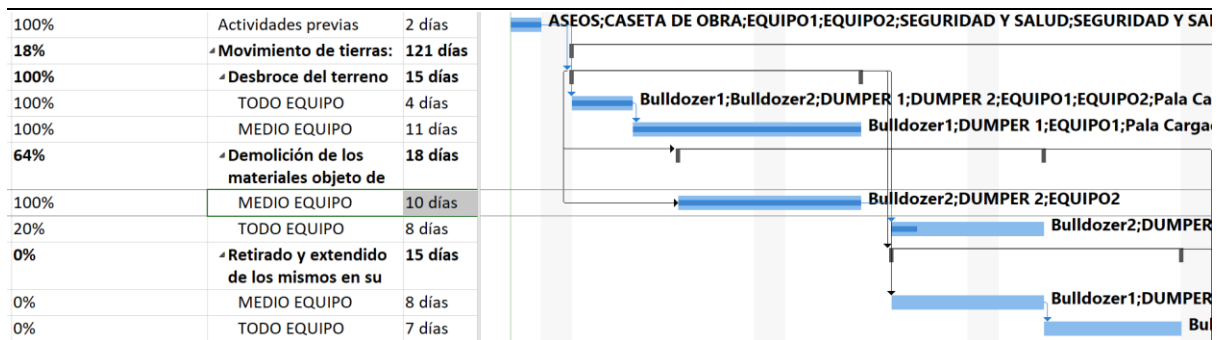 100% Actividades previas 2 días ASEOS;CASETA DE OBRA;EQUIPO1;EQUIPO2;SEGURIDAD Y SALUD;SEGURIDAD Y
18% Movimiento de tierras: 121 días
100% Desbroce del terreno 15 días
100% TODO EQUIPO 4 días Bulldozer1;Bulldozer2;DUMPER 1;DUMPER 2;EQUIPO1;EQUIPO2;Pala Ca
100% MEDIO EQUIPO 11 días Bulldozer1;DUMPER 1;EQUIPO1;Pala Cargad
64% Demolición de los 18 días
materiales objeto de
100% MEDIO EQUIPO 10 días Bulldozer2;DUMPER 2;EQUIPO2
20% TODO EQUIPO 8 días Bulldozer2;DUMPER
0% Retirado y extendido 15 días
de los mismos en su
0% MEDIO EQUIPO 8 días Bulldozer1;DUMPER
0% TODO EQUIPO 7 días Bul